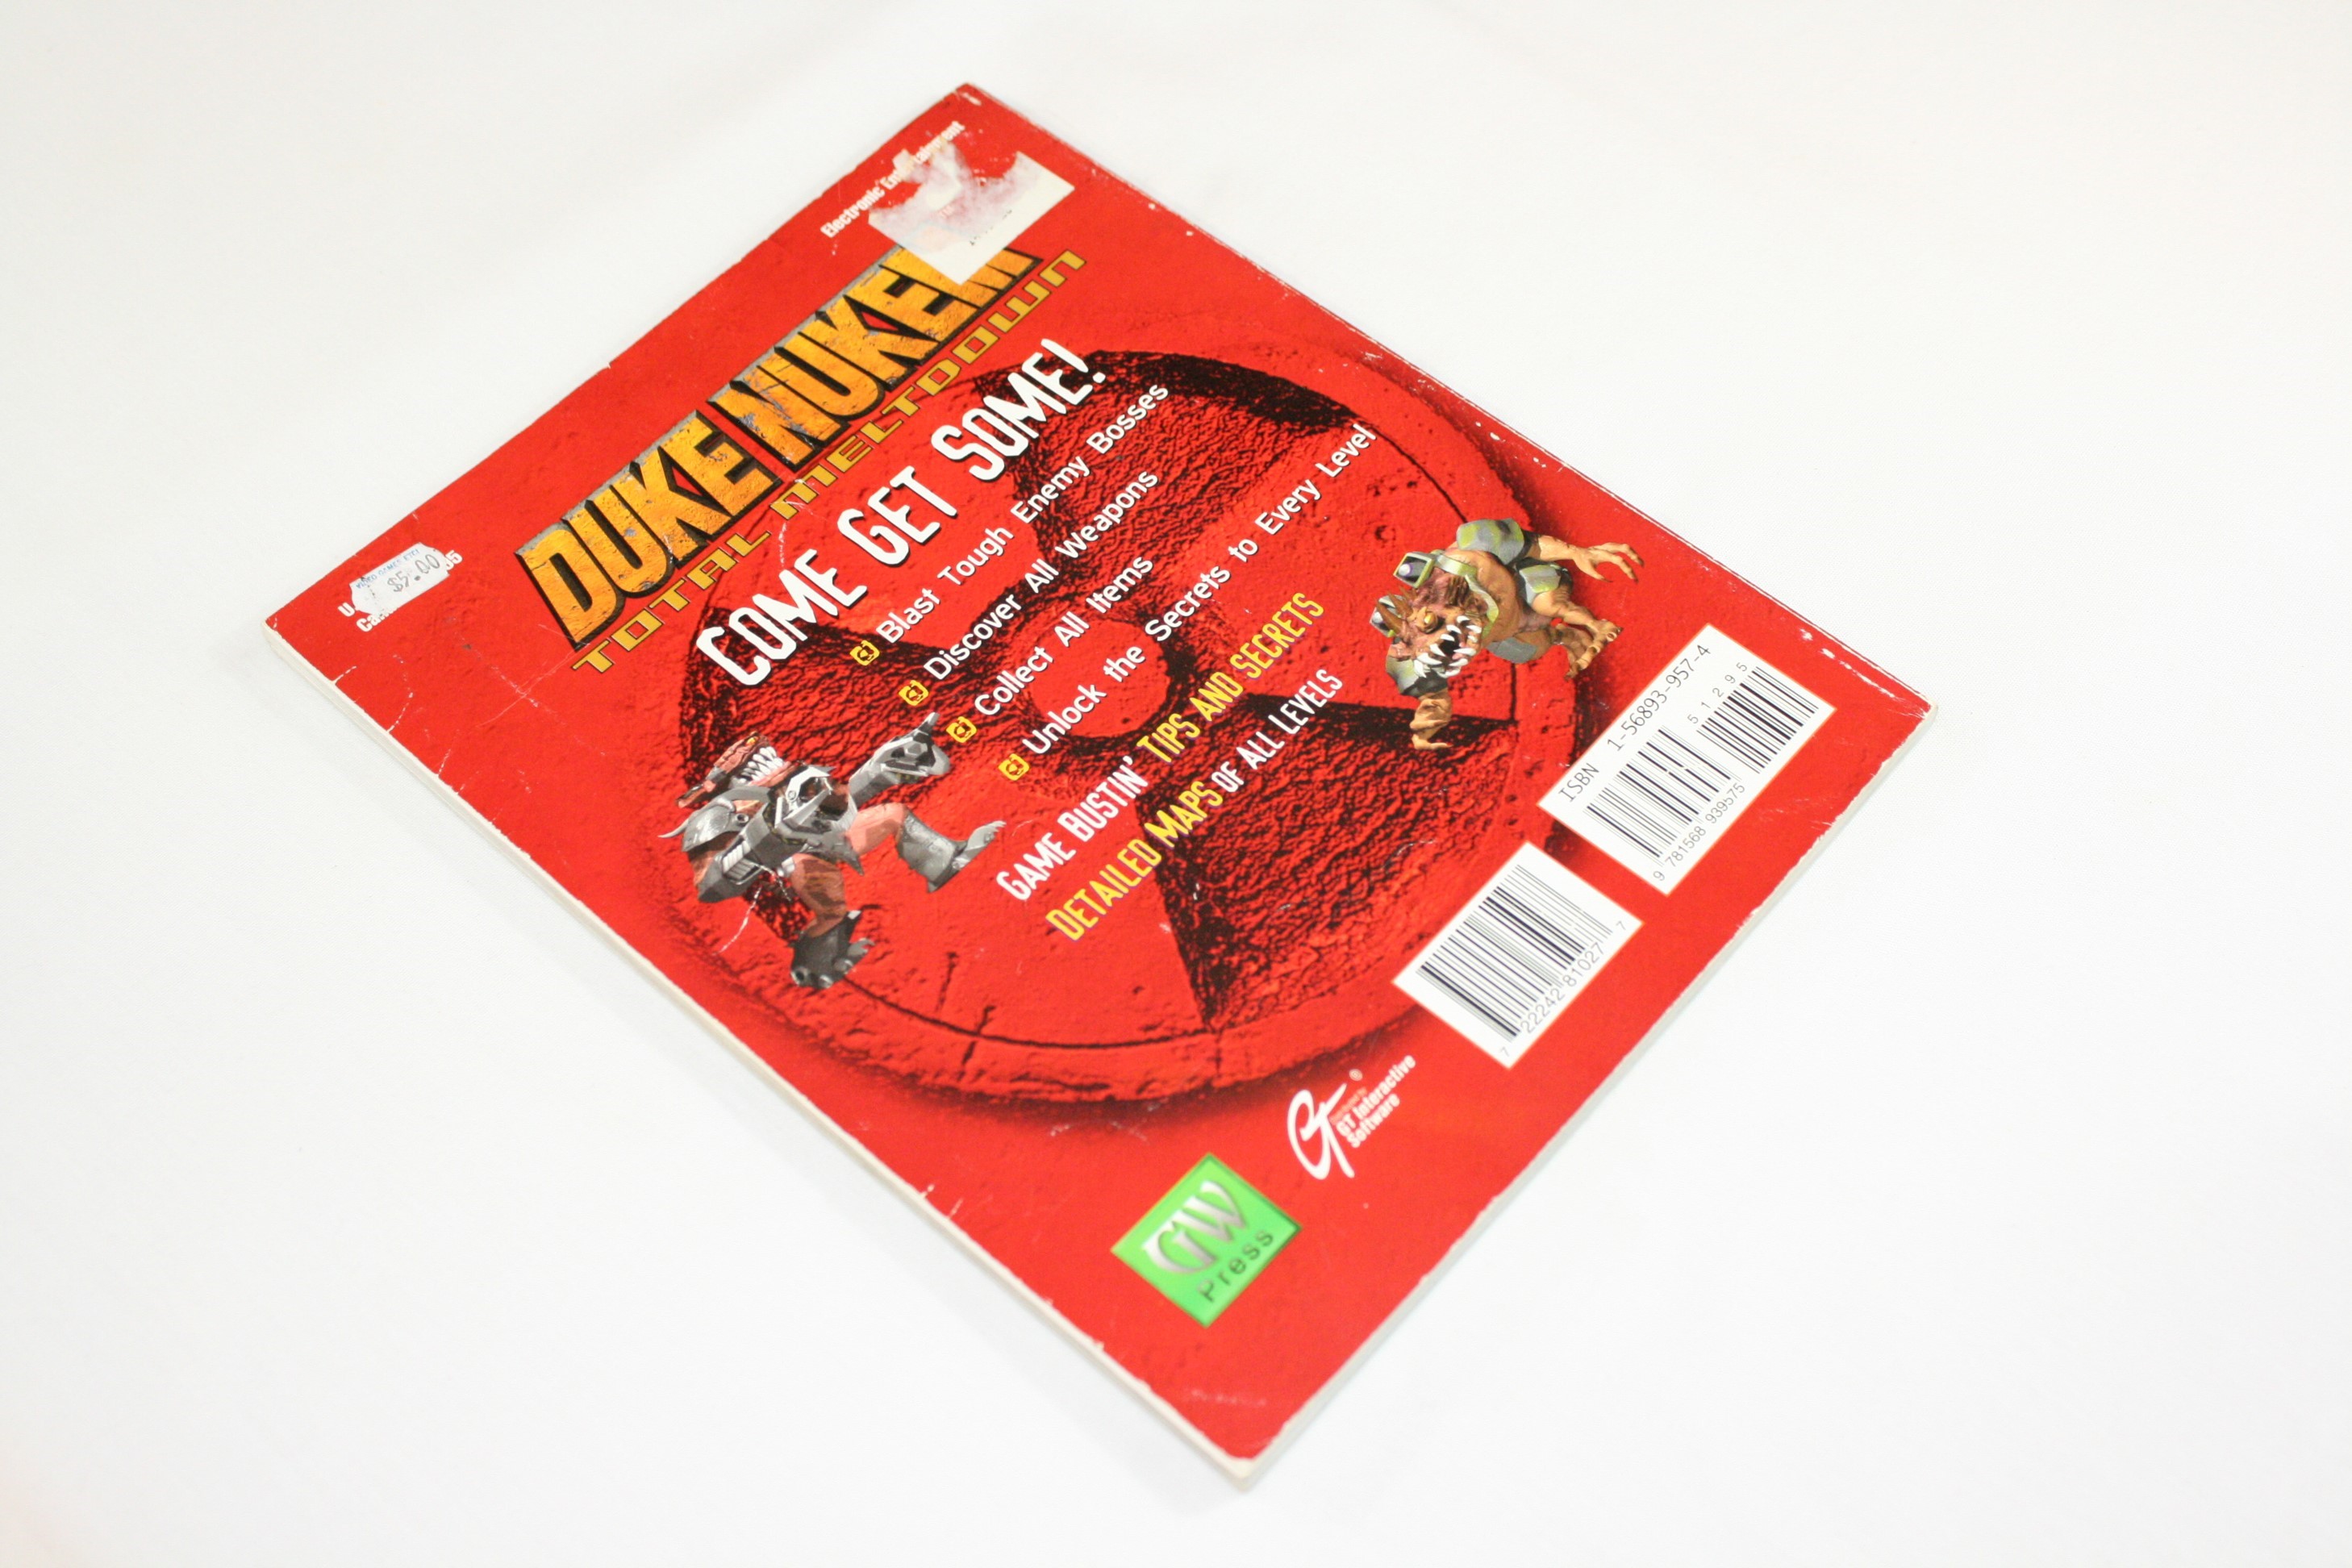 Electronic
DUKE NUKEM
TOTAL MELTDOWN
$5.00
COME GET SOME!
Blast Tough Enemy Bosses
Discover All Weapons
Collect All Items
Unlock the Secrets to Every Level
GAME BUSTIN' TIPS AND SECRETS
DETAILED MAPS OF ALL LEVELS
ISBN 1-56893-957-4
51295
9 781568 939575
7 22242 81027 7
GT ®
GT Interactive
Software
GW
Press